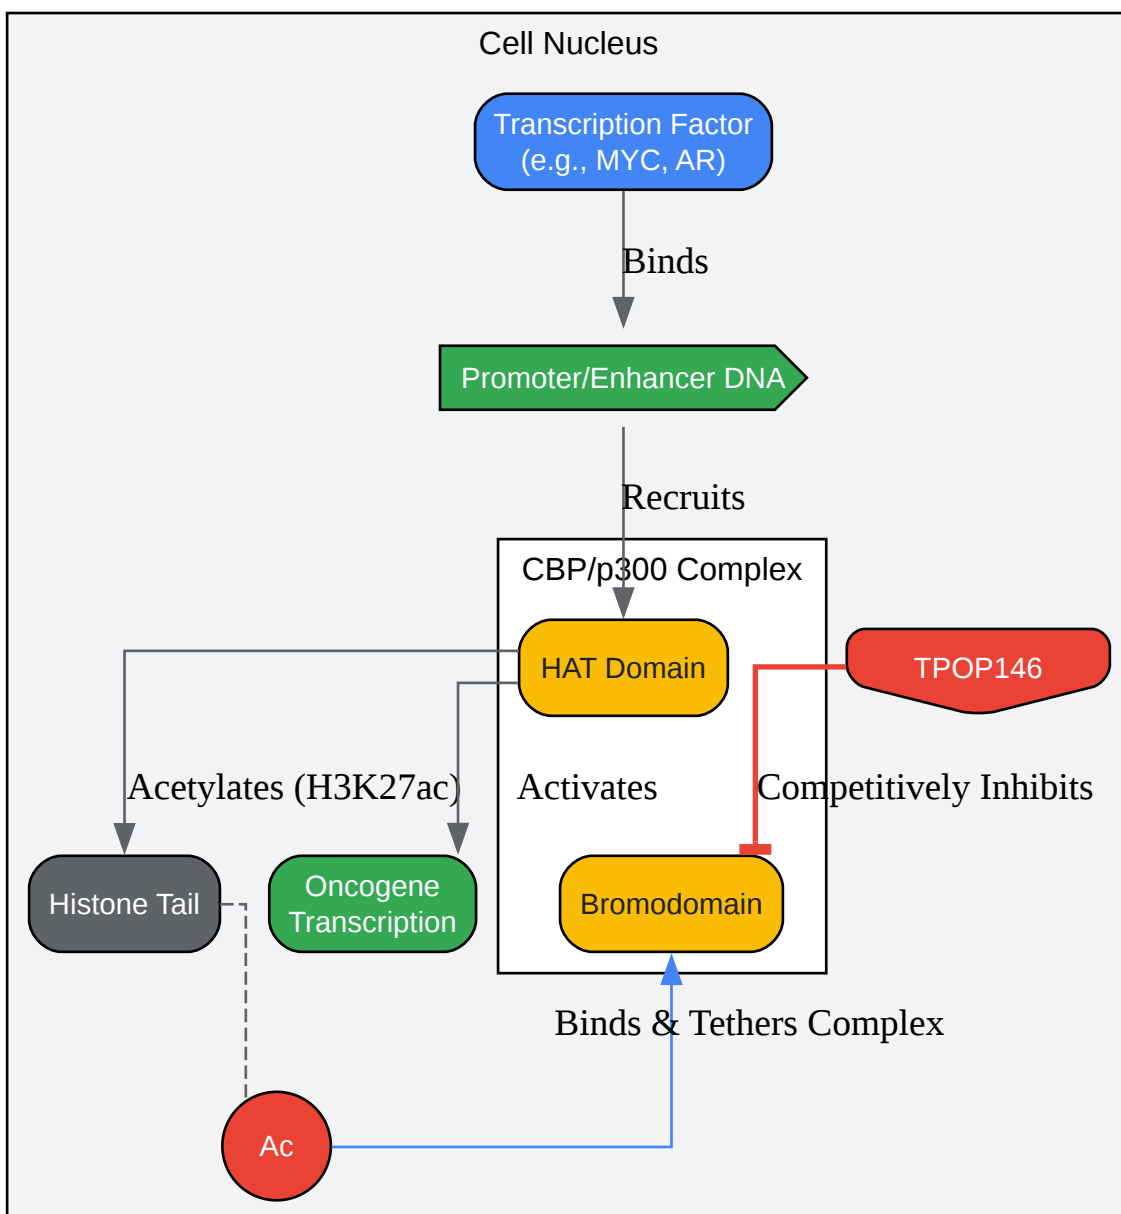 Cell Nucleus
Transcription Factor
(e.g., MYC, AR)
Binds
Promoter/Enhancer DNA
Recruits
CBP/p300 Complex
HAT Domain
TPOP146
Acetylates (H3K27ac)
Activates
Competitively Inhibits
Histone Tail
Oncogene
Transcription
Bromodomain
Binds & Tethers Complex
Ac